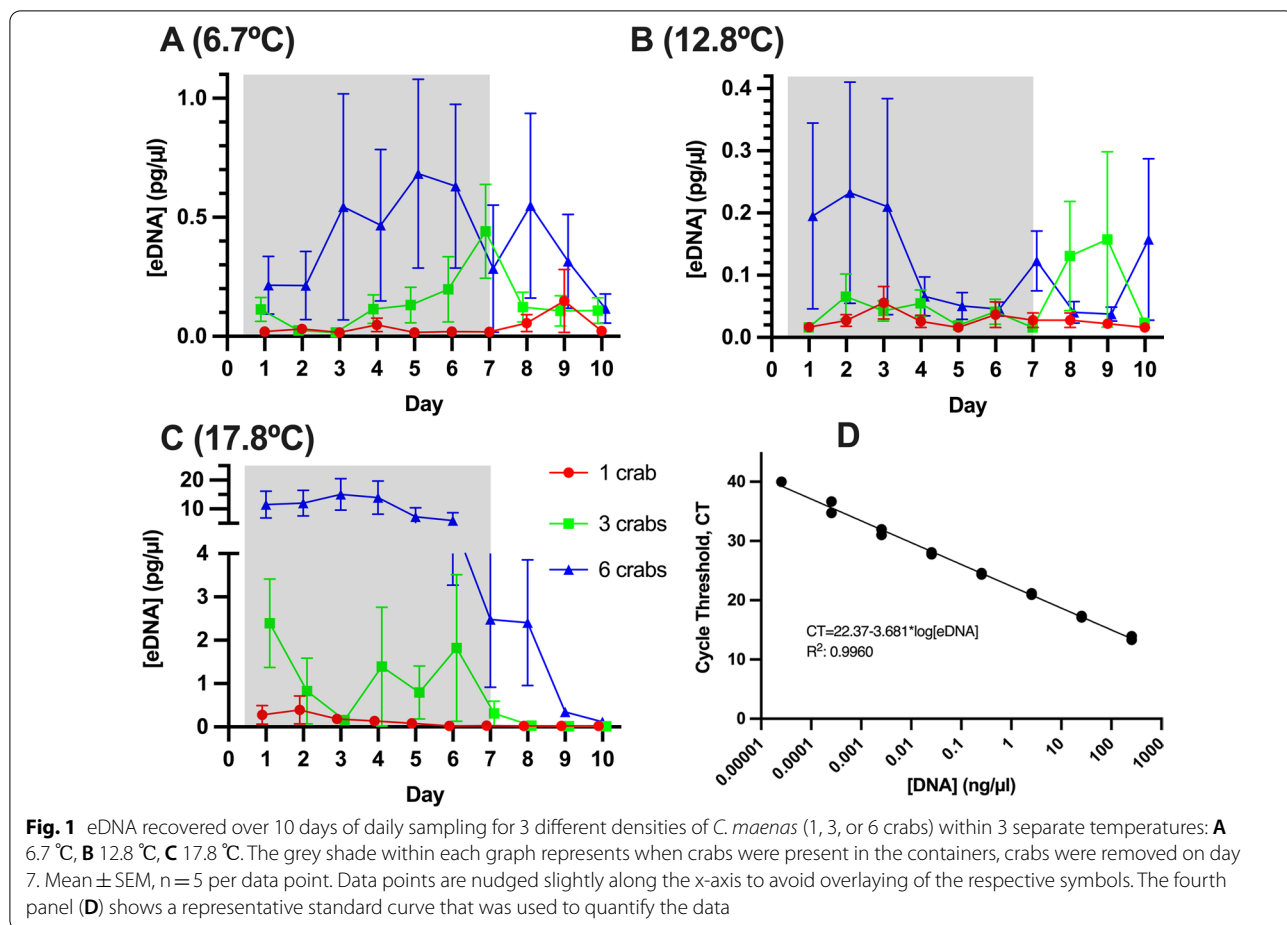 A (6.7ºC)
B (12.8ºC)
[eDNA] (pg/µl)
1.0
0.5
0.0
0 1 2 3 4 5 6 7 8 9 10
Day
[eDNA] (pg/µl)
0.4
0.3
0.2
0.1
0.0
0 1 2 3 4 5 6 7 8 9 10
Day
C (17.8ºC)
[eDNA] (pg/µl)
20
10
4
3
2
1
0
0 1 2 3 4 5 6 7 8 9 10
Day
1 crab
3 crabs
6 crabs
D
Cycle Threshold, CT
40
30
20
10
0
CT=22.37-3.681*log[eDNA]
R²: 0.9960
0.00001 0.0001 0.001 0.01 0.1 1 10 100 1000
[DNA] (ng/µl)
Fig. 1 eDNA recovered over 10 days of daily sampling for 3 different densities of C. maenas (1, 3, or 6 crabs) within 3 separate temperatures: A
6.7 °C, B 12.8 °C, C 17.8 °C. The grey shade within each graph represents when crabs were present in the containers, crabs were removed on day
7. Mean ± SEM, n = 5 per data point. Data points are nudged slightly along the x-axis to avoid overlaying of the respective symbols. The fourth
panel (D) shows a representative standard curve that was used to quantify the data